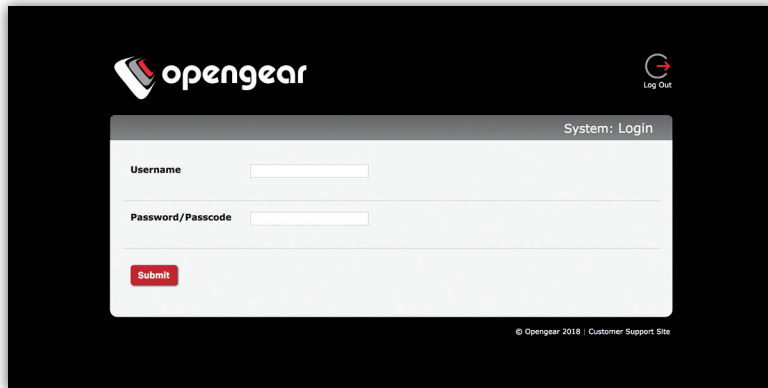 opengear
Log Out
System: Login
Username
Password/Passcode
Submit
© Opengear 2018 | Customer Support Site